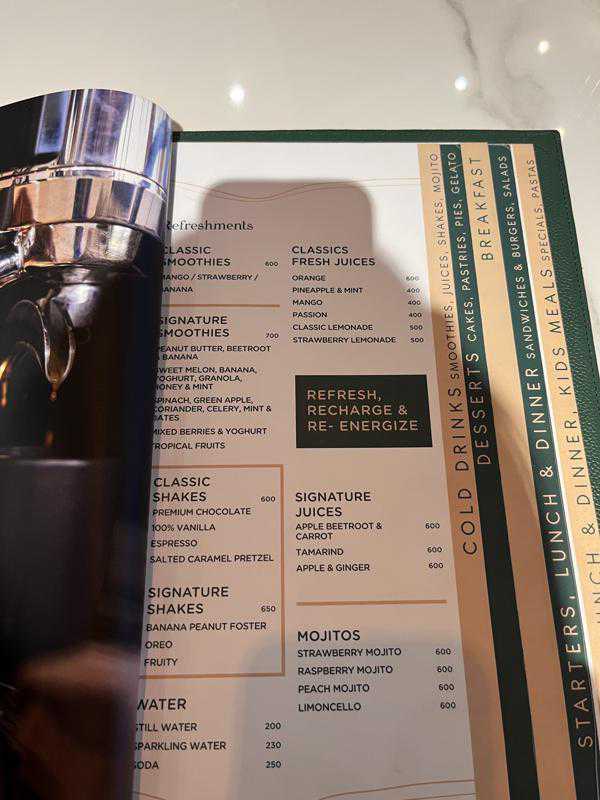 Refreshments
CLASSIC
SMOOTHIES 600
MANGO / STRAWBERRY /
BANANA
SIGNATURE
SMOOTHIES 700
PEANUT BUTTER, BEETROOT
& BANANA
SWEET MELON, BANANA,
YOGHURT, GRANOLA,
HONEY & MINT
SPINACH, GREEN APPLE,
CORIANDER, CELERY, MINT &
DATES
MIXED BERRIES & YOGHURT
TROPICAL FRUITS
CLASSIC
SHAKES 600
PREMIUM CHOCOLATE
100% VANILLA
ESPRESSO
SALTED CARAMEL PRETZEL
SIGNATURE
SHAKES 650
BANANA PEANUT FOSTER
OREO
FRUITY
WATER
STILL WATER 200
SPARKLING WATER 230
SODA 250
CLASSICS
FRESH JUICES
ORANGE 600
PINEAPPLE & MINT 400
MANGO 400
PASSION 400
CLASSIC LEMONADE 500
STRAWBERRY LEMONADE 500
REFRESH,
RECHARGE &
RE- ENERGIZE
SIGNATURE
JUICES
APPLE BEETROOT & 600
CARROT
TAMARIND 600
APPLE & GINGER 600
MOJITOS
STRAWBERRY MOJITO 600
RASPBERRY MOJITO 600
PEACH MOJITO 600
LIMONCELLO 600
COLD DRINKS SMOOTHIES, JUICES, SHAKES, MOJITO
DESSERTS CAKES, PASTRIES, PIES, GELATO
BREAKFAST
STARTERS, LUNCH & DINNER SANDWICHES & BURGERS, SALADS
LUNCH & DINNER, KIDS MEALS SPECIALS, PASTAS